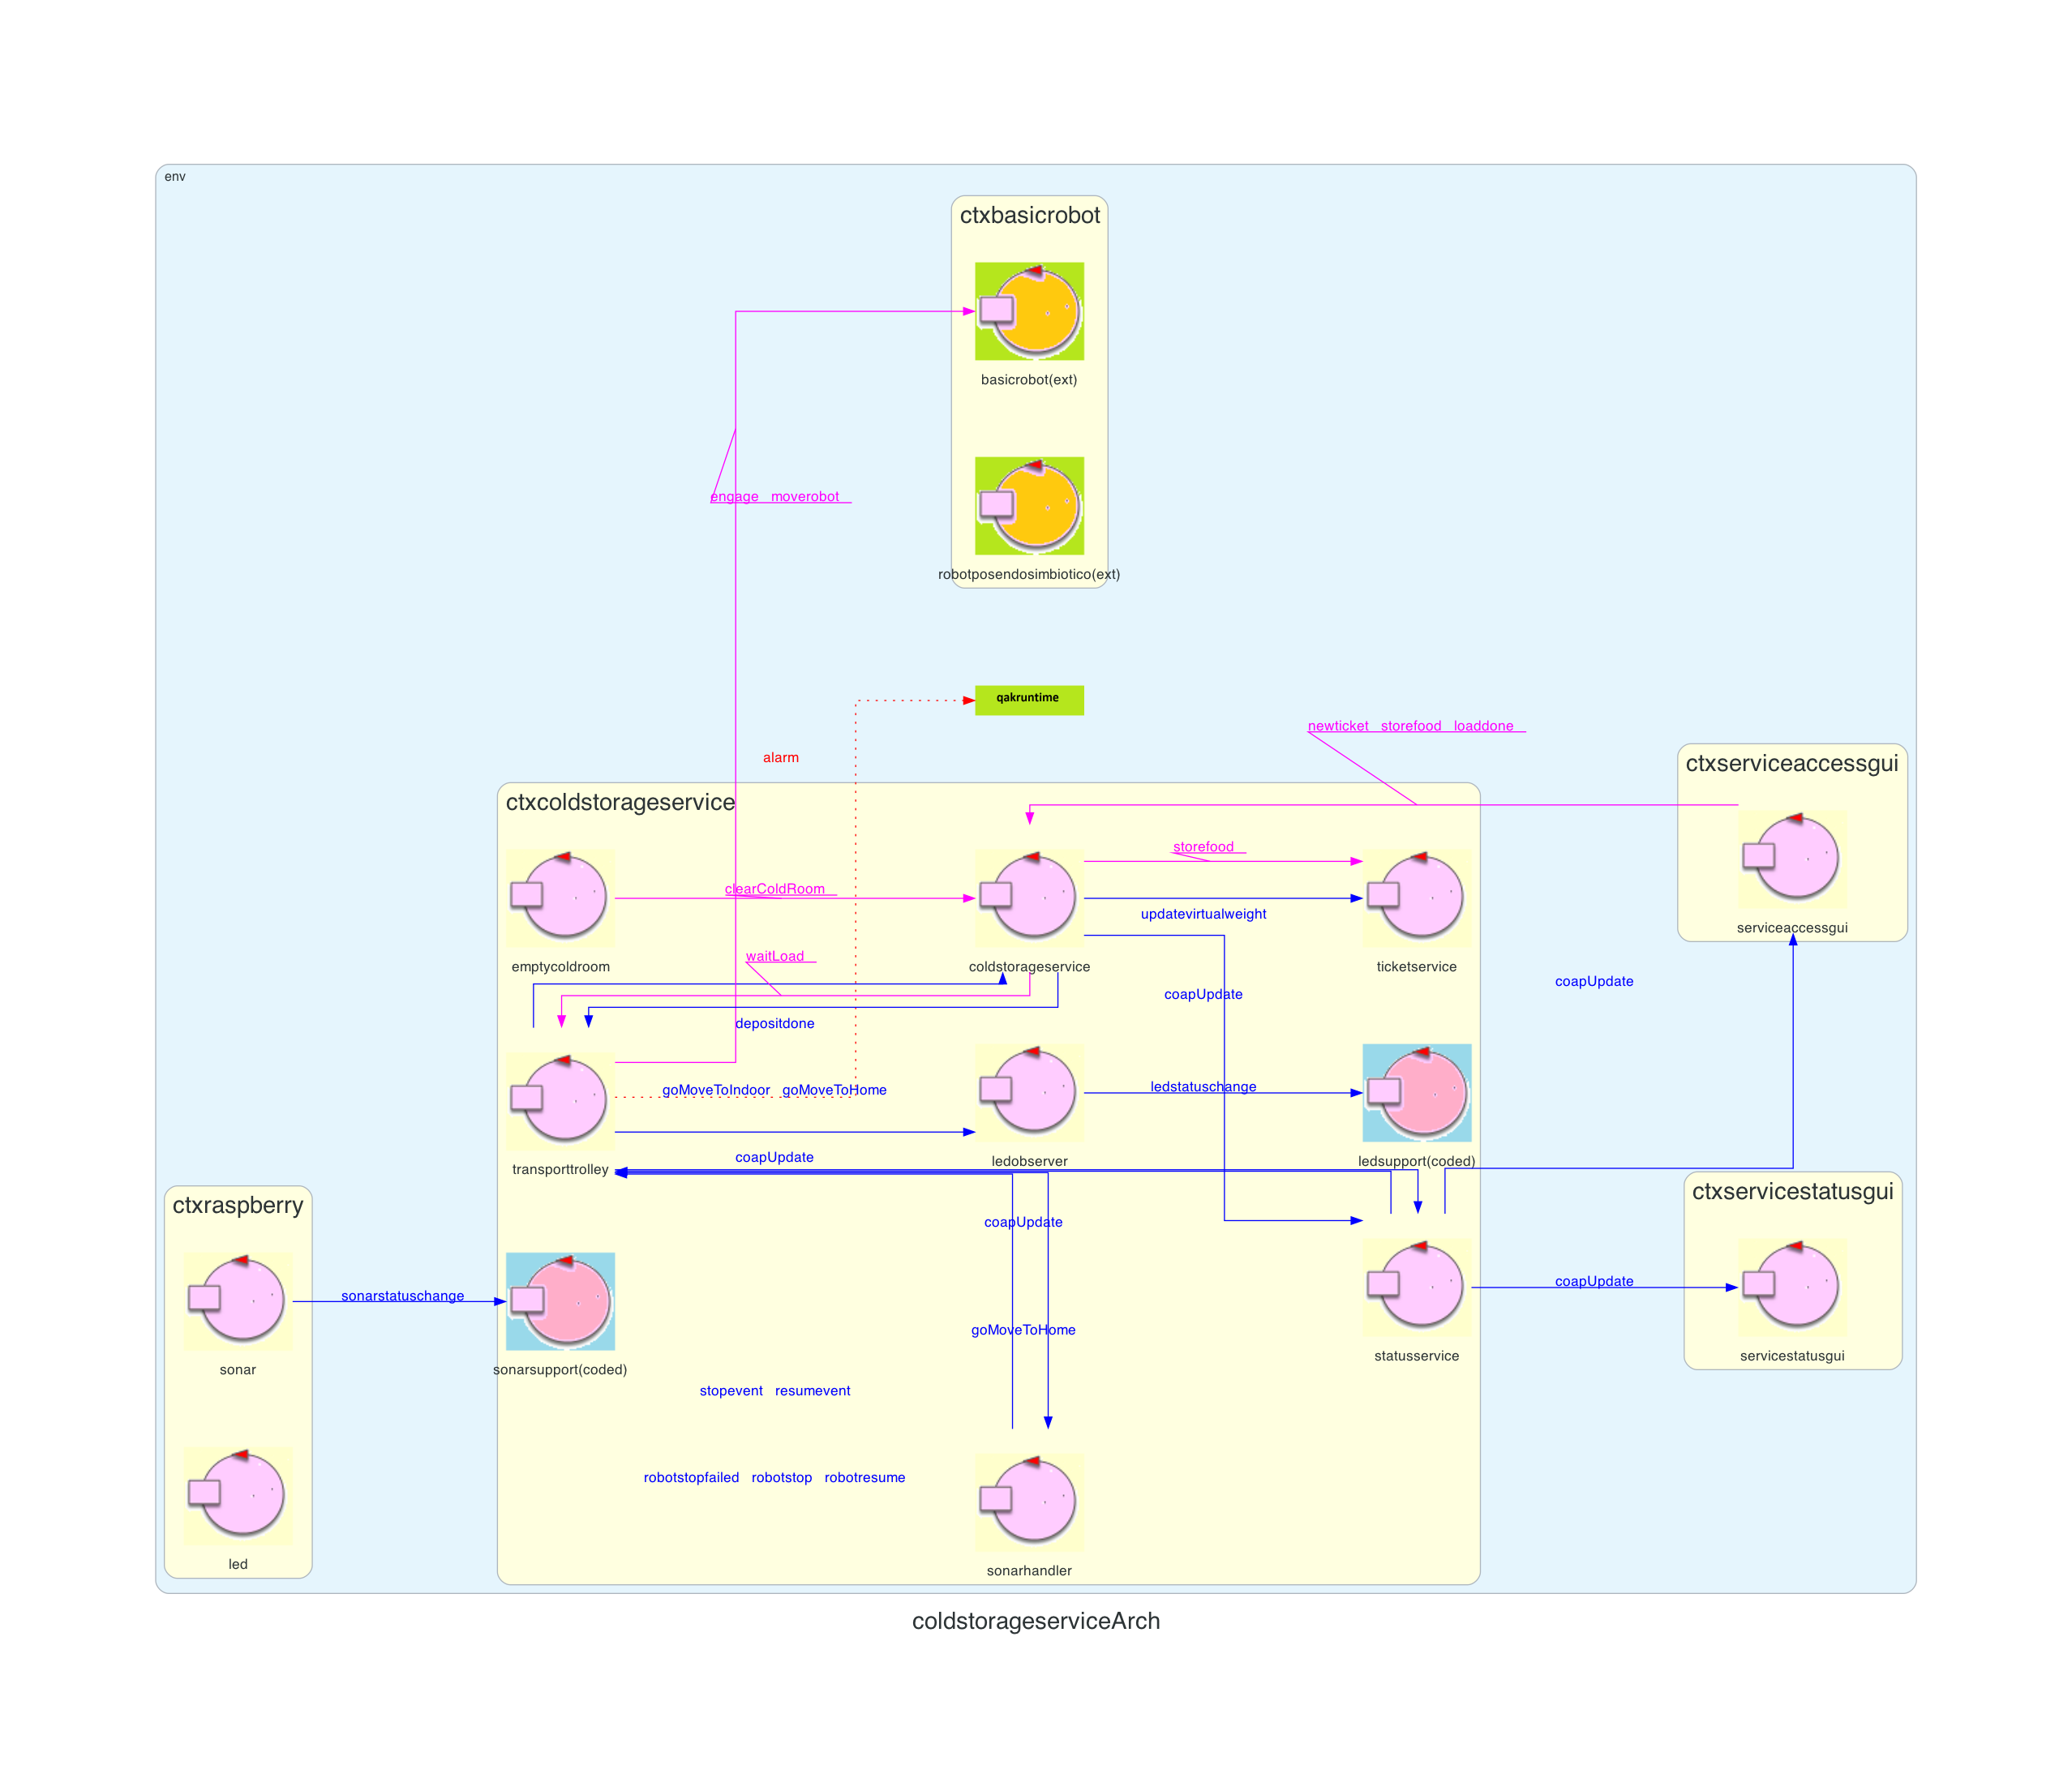 env
ctxbasicrobot
basicrobot(ext)
engage moverobot
robotposendosimbiotico(ext)
qakruntime
newticket storefood loaddone
alarm
ctxserviceaccessgui
ctxcoldstorageservice
storefood
clearColdRoom
updatevirtualweight
serviceaccessgui
waitLoad
emptycoldroom
coldstorageservice
ticketservice
coapUpdate
coapUpdate
depositdone
goMoveToIndoor goMoveToHome
ledstatuschange
coapUpdate
transporttrolley
ledobserver
ledsupport(coded)
ctxraspberry
ctxservicestatusgui
coapUpdate
sonarstatuschange
coapUpdate
goMoveToHome
sonar
sonarsupport(coded)
statusservice
servicestatusgui
stopevent resumevent
robotstopfailed robotstop robotresume
led
sonarhandler
coldstorageserviceArch